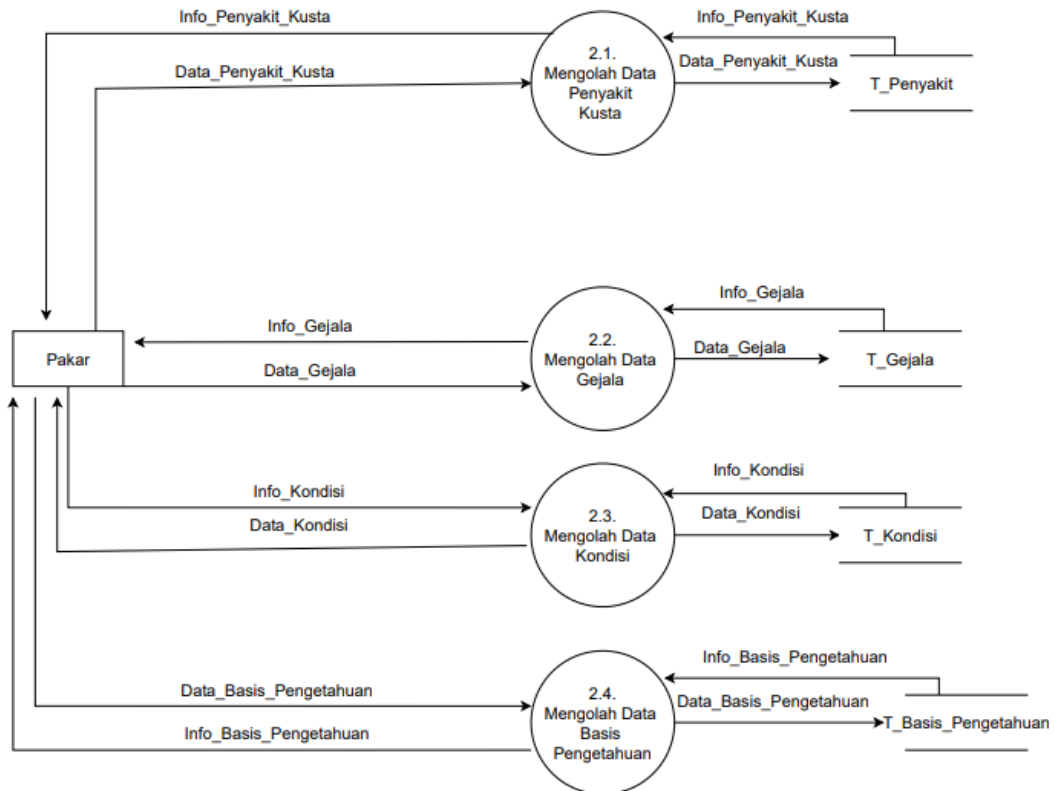 Info_Penyakit_Kusta
Info_Penyakit_Kusta
Data_Penyakit_Kusta
2.1.
Mengolah Data
Penyakit
Kusta
Data_Penyakit_Kusta
T_Penyakit
Info_Gejala
Info_Gejala
Pakar
2.2.
Mengolah Data
Gejala
Data_Gejala
T_Gejala
Data_Gejala
Info_Kondisi
Info_Kondisi
Data_Kondisi
2.3.
Mengolah Data
Kondisi
Data_Kondisi
T_Kondisi
Info_Basis_Pengetahuan
Data_Basis_Pengetahuan
Info_Basis_Pengetahuan
2.4.
Mengolah Data
Basis
Pengetahuan
Data_Basis_Pengetahuan
T_Basis_Pengetahuan